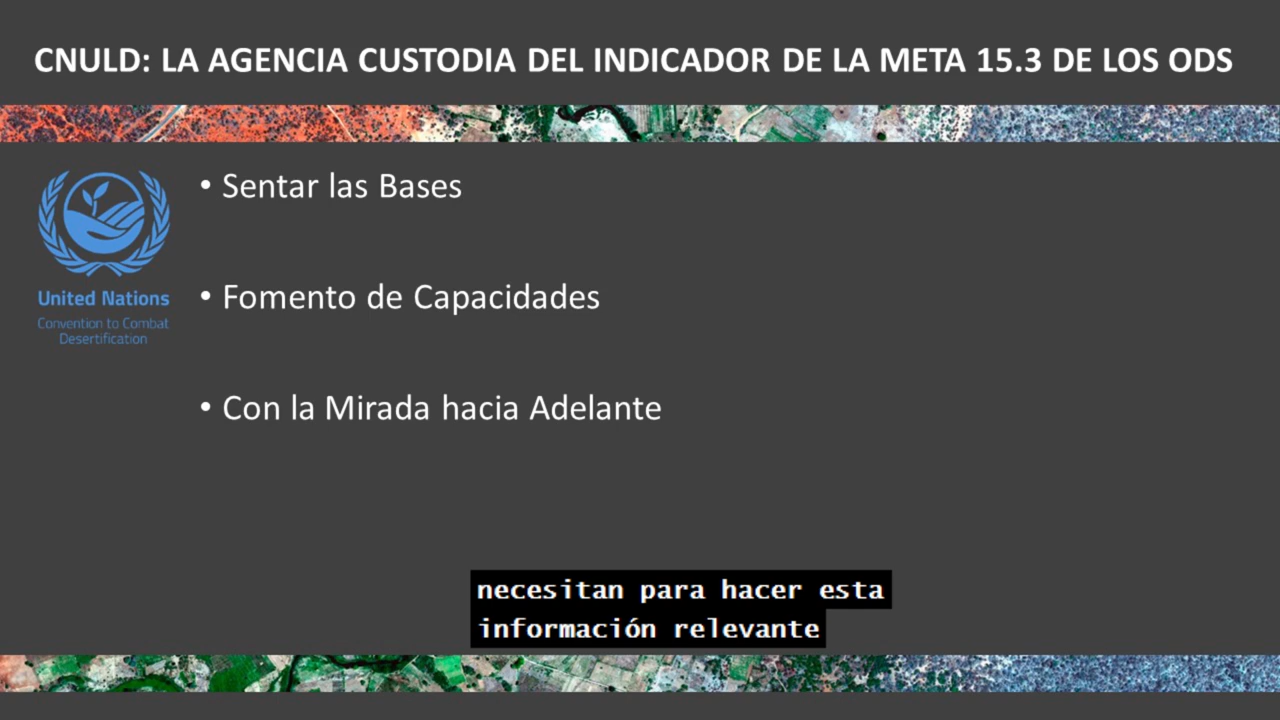 CNULD: LA AGENCIA CUSTODIA DEL INDICADOR DE LA META 15.3 DE LOS ODS
• Sentar las Bases
United Nations
Convention to Combat
Desertification
• Fomento de Capacidades
• Con la Mirada hacia Adelante
necesitan para hacer esta
información relevante